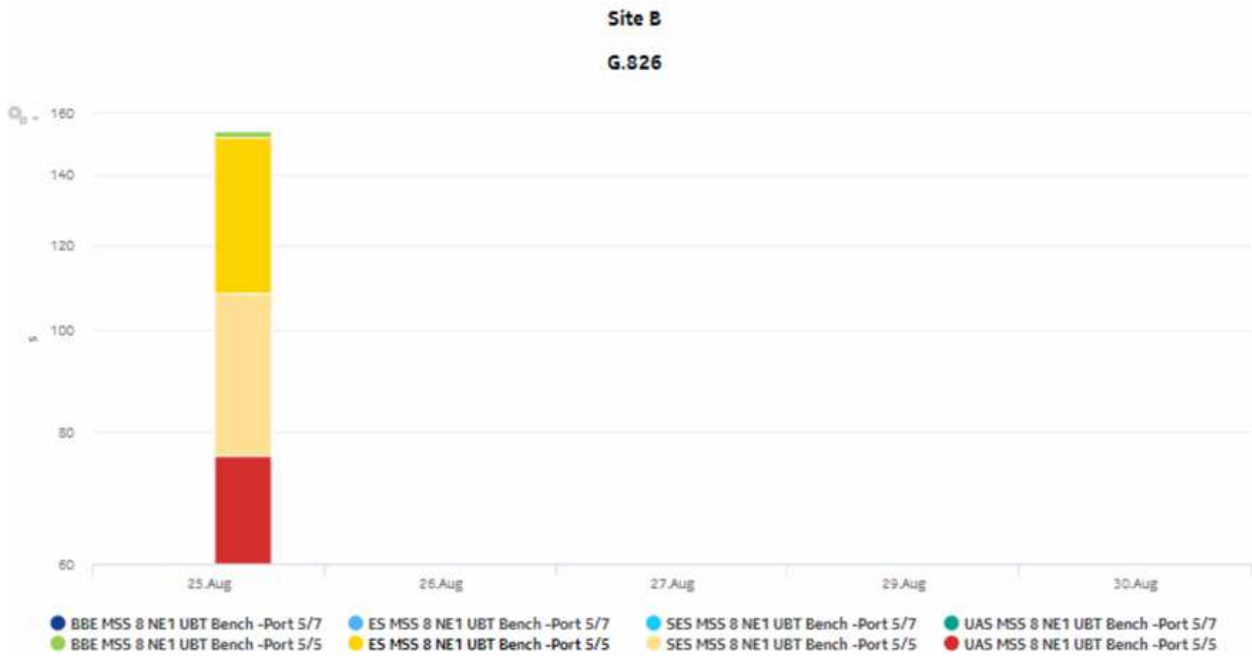 Site B
G.826
160
140
120
100
80
60
s
25.Aug
26.Aug
27.Aug
29.Aug
30.Aug
BBE MSS 8 NE1 UBT Bench -Port 5/7
ES MSS 8 NE1 UBT Bench -Port 5/7
SES MSS 8 NE1 UBT Bench -Port 5/7
UAS MSS 8 NE1 UBT Bench -Port 5/7
BBE MSS 8 NE1 UBT Bench -Port 5/5
ES MSS 8 NE1 UBT Bench -Port 5/5
SES MSS 8 NE1 UBT Bench -Port 5/5
UAS MSS 8 NE1 UBT Bench -Port 5/5